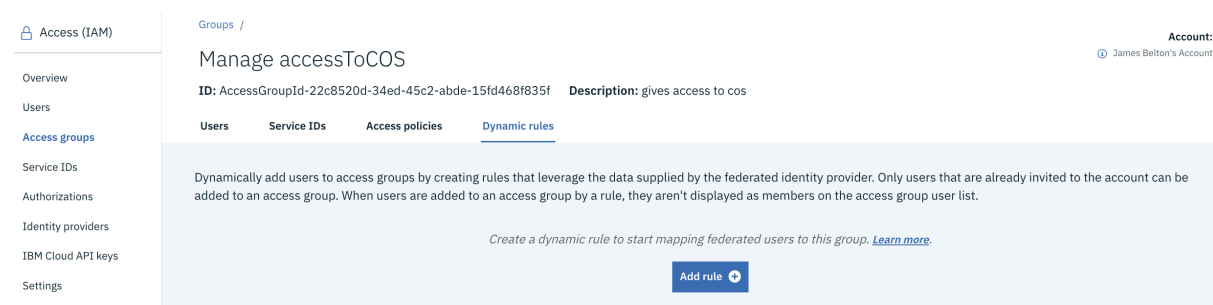 Access (IAM)
Overview
Users
Access groups
Service IDs
Authorizations
Identity providers
IBM Cloud API keys
Settings
Groups /
Manage accessToCOS
Account:
James Belton's Account
ID: AccessGroupId-22c8520d-34ed-45c2-abde-15fd468f835f Description: gives access to cos
Users Service IDs Access policies Dynamic rules
Dynamically add users to access groups by creating rules that leverage the data supplied by the federated identity provider. Only users that are already invited to the account can be
added to an access group. When users are added to an access group by a rule, they aren't displayed as members on the access group user list.
Create a dynamic rule to start mapping federated users to this group. Learn more.
Add rule